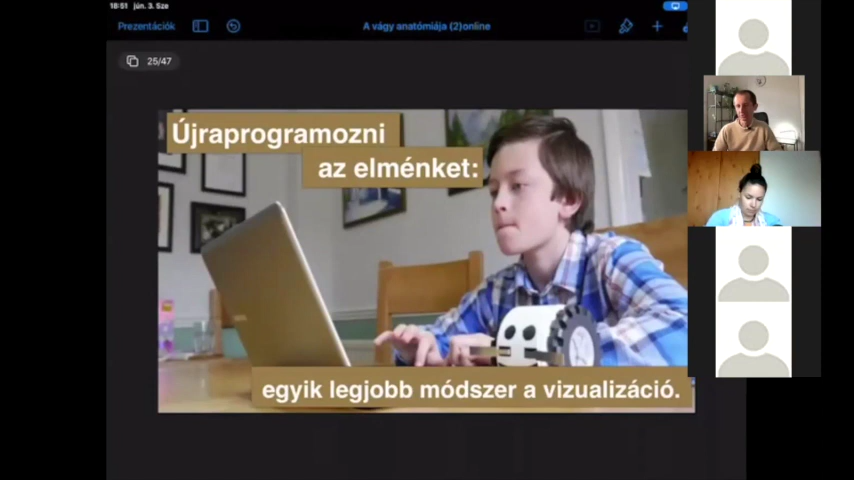 18:51 jún. 3. Sze
Prezentációk
A vágy anatómiája (2)online
25/47
Újraprogramozni
az elménket:
egyik legjobb módszer a vizualizáció.